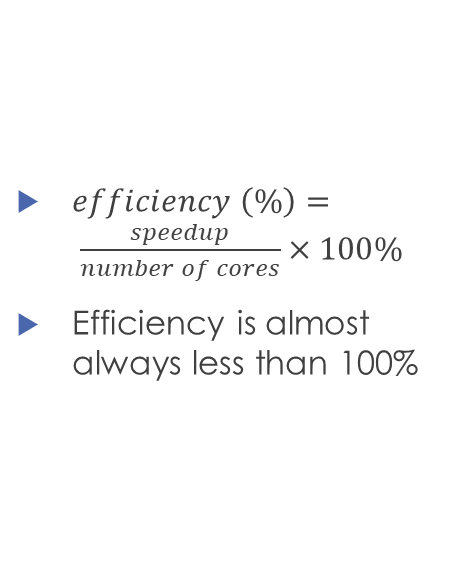 efficiency (%) =
speedup
number of cores × 100%
Efficiency is almost
always less than 100%